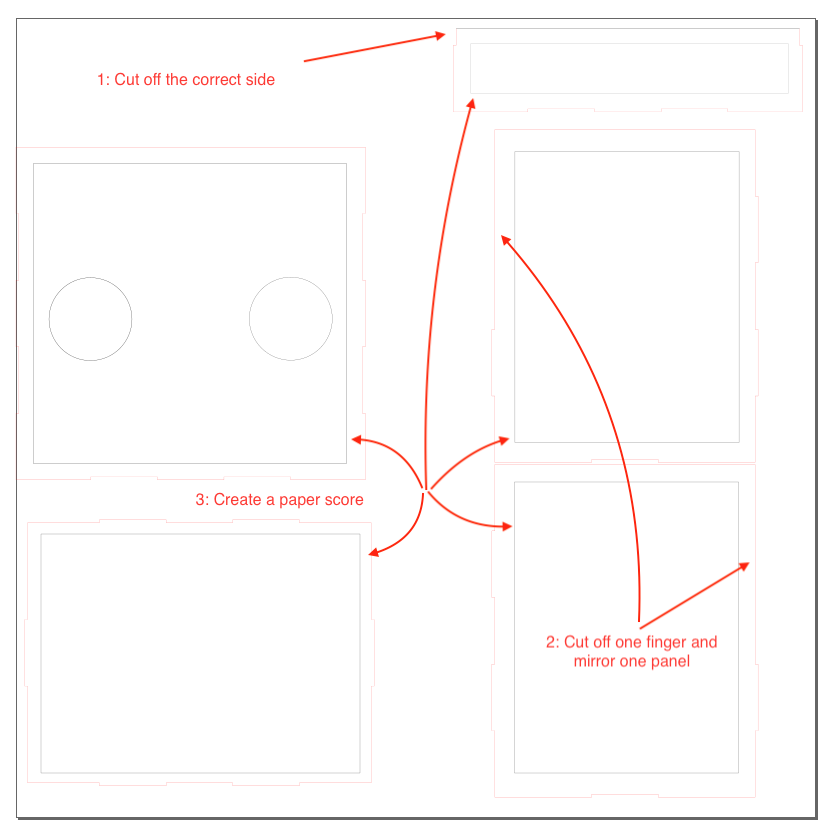 1: Cut off the correct side
3: Create a paper score
2: Cut off one finger and
mirror one panel